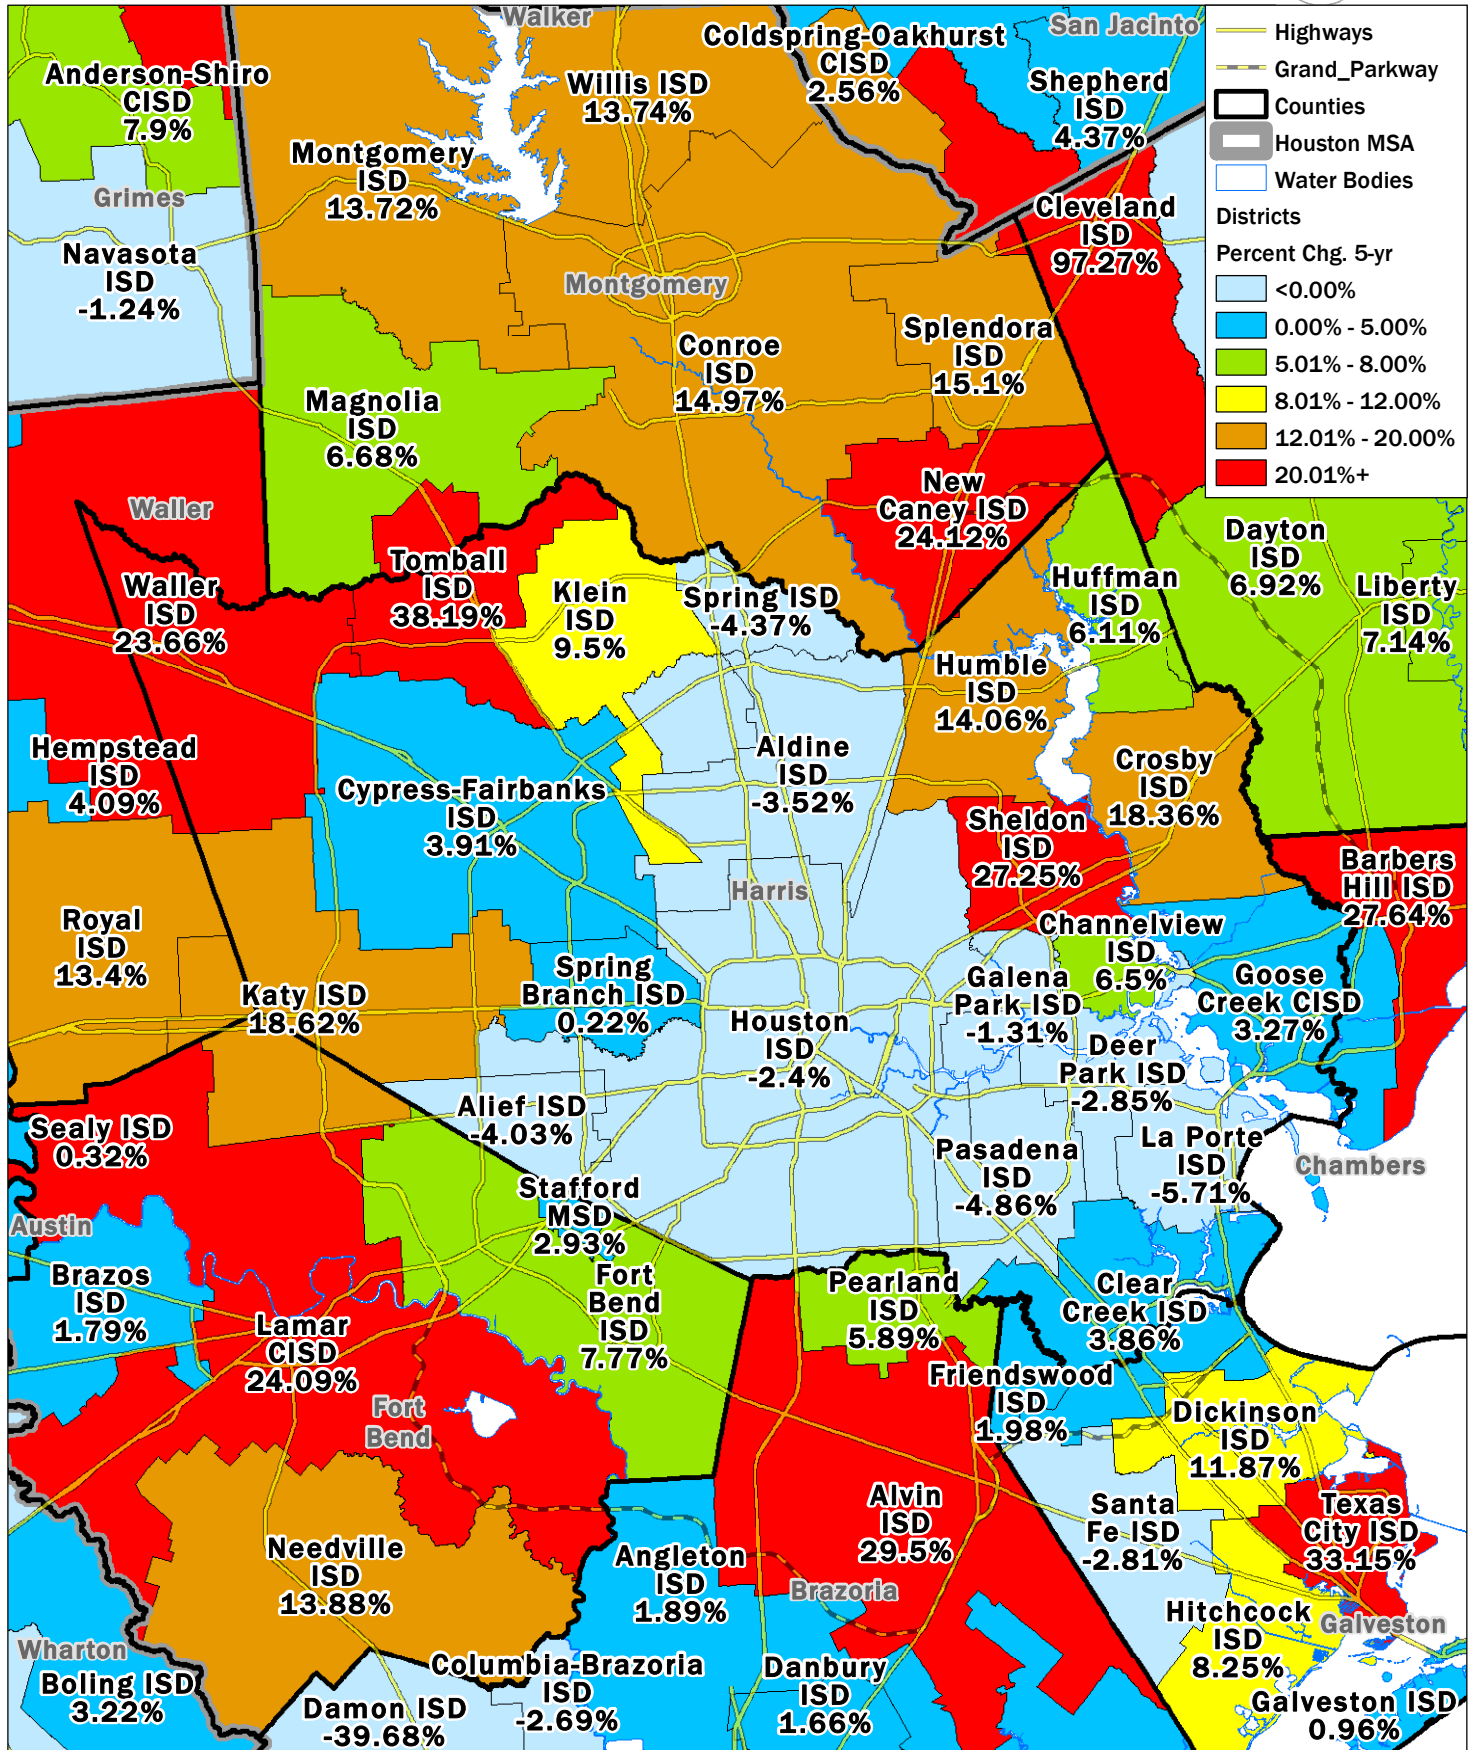 Walker
San Jacinto
Coldspring-Oakhurst
CISD
2.56%
Shepherd
ISD
4.37%
Anderson-Shiro
CISD
7.9%
Willis ISD
13.74%
Montgomery
ISD
13.72%
Grimes
Navasota
ISD
-1.24%
Cleveland
ISD
97.27%
Montgomery
Conroe
ISD
14.97%
Splendora
ISD
15.1%
Magnolia
ISD
6.68%
Highways
Grand_Parkway
Counties
Houston MSA
Water Bodies
Districts
Percent Chg. 5-yr
<0.00%
0.00% - 5.00%
5.01% - 8.00%
8.01% - 12.00%
12.01% - 20.00%
20.01%+
Waller
New
Caney ISD
24.12%
Waller
ISD
23.66%
Tomball
ISD
38.19%
Klein
ISD
9.5%
Spring ISD
-4.37%
Huffman
ISD
6.11%
Dayton
ISD
6.92%
Liberty
ISD
7.14%
Humble
ISD
14.06%
Hempstead
ISD
4.09%
Cypress-Fairbanks
ISD
3.91%
Aldine
ISD
-3.52%
Crosby
ISD
18.36%
Sheldon
ISD
27.25%
Barbers
Hill ISD
27.64%
Harris
Royal
ISD
13.4%
Katy ISD
18.62%
Spring
Branch ISD
0.22%
Houston
ISD
-2.4%
Galena
Park ISD
-1.31%
Channelview
ISD
6.5%
Goose
Creek CISD
3.27%
Deer
Park ISD
-2.85%
Sealy ISD
0.32%
Alief ISD
-4.03%
Pasadena
ISD
-4.86%
La Porte
ISD
-5.71%
Chambers
Austin
Stafford
MSD
2.93%
Brazos
ISD
1.79%
Lamar
CISD
24.09%
Fort
Bend
ISD
7.77%
Pearland
ISD
5.89%
Clear
Creek ISD
3.86%
Friendswood
ISD
1.98%
Fort
Bend
Dickinson
ISD
11.87%
Needville
ISD
13.88%
Angleton
ISD
1.89%
Alvin
ISD
29.5%
Santa
Fe ISD
-2.81%
Texas
City ISD
33.15%
Brazoria
Hitchcock
ISD
8.25%
Galveston
Wharton
Boling ISD
3.22%
Damon ISD
-39.68%
Columbia-Brazoria
ISD
-2.69%
Danbury
ISD
1.66%
Galveston ISD
0.96%